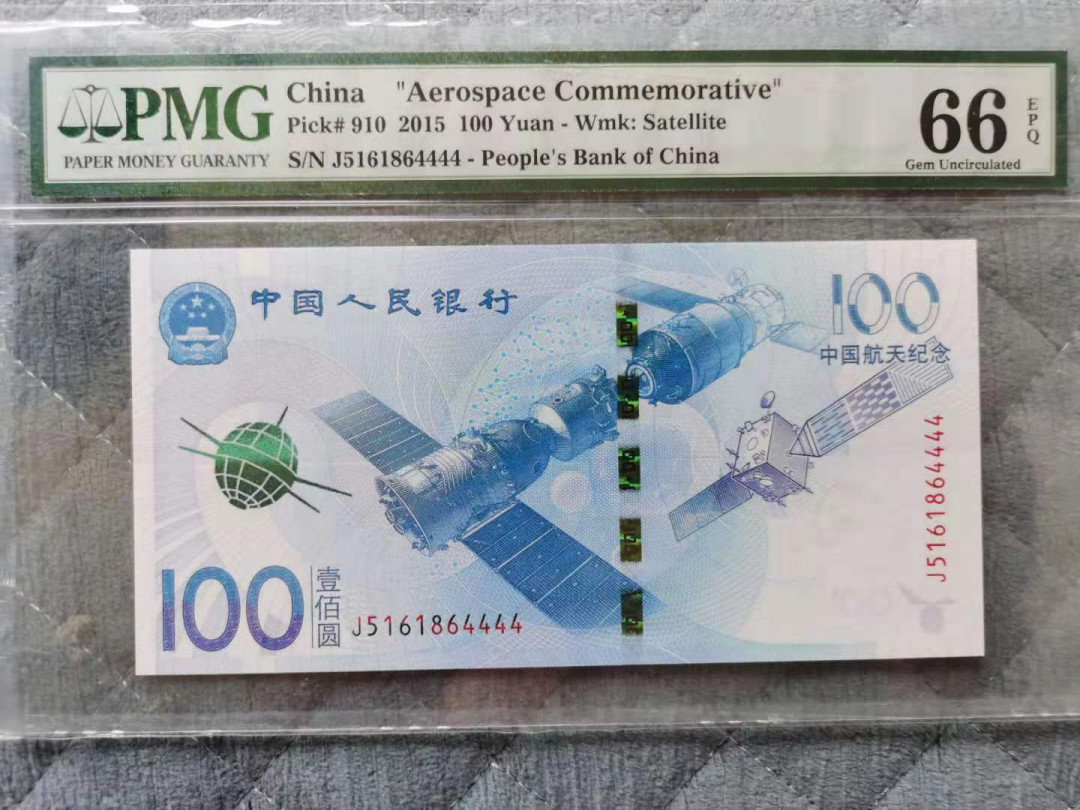 PMG
PAPER MONEY GUARANTY
China "Aerospace Commemorative"
Pick# 910 2015 100 Yuan - Wmk: Satellite
S/N J5161864444 - People's Bank of China
66
EPQ
Gem Uncirculated
中国人民银行
100
中国航天纪念
J5161864444
100
壹佰圆
J5161864444